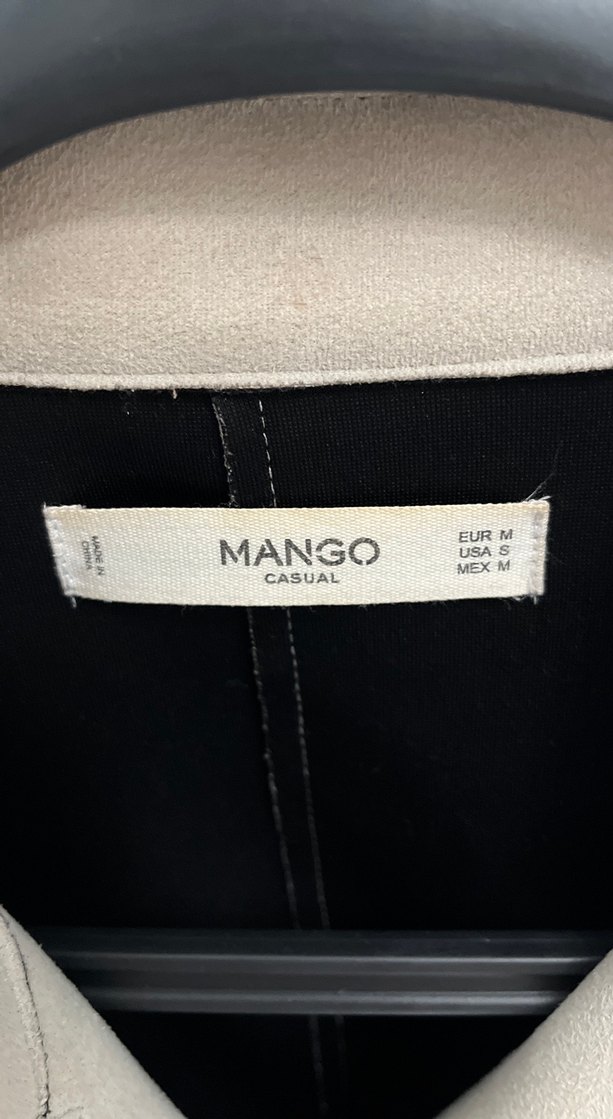 MADE IN
CHINA
MANGO
CASUAL
EUR M
USA S
MEX M